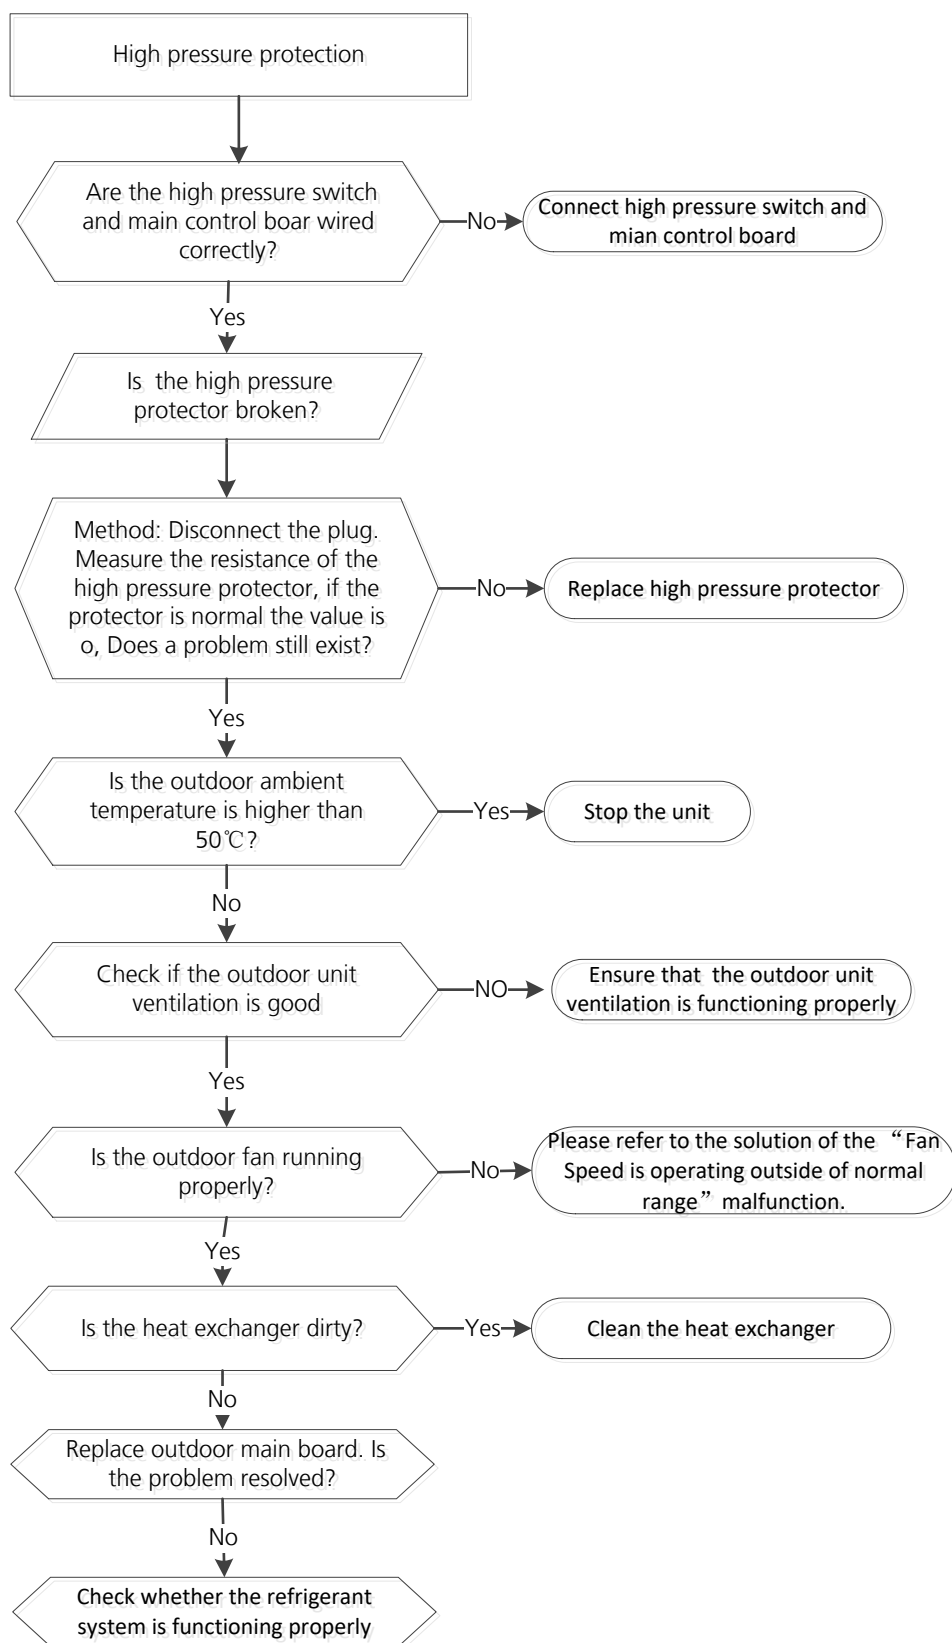 High pressure protection
Are the high pressure switch
and main control boar wired
correctly?
No
Connect high pressure switch and
mian control board
Yes
Is the high pressure
protector broken?
Method: Disconnect the plug.
Measure the resistance of the
high pressure protector, if the
protector is normal the value is
o, Does a problem still exist?
No
Replace high pressure protector
Yes
Is the outdoor ambient
temperature is higher than
50℃?
Yes
Stop the unit
No
Check if the outdoor unit
ventilation is good
NO
Ensure that the outdoor unit
ventilation is functioning properly
Yes
Is the outdoor fan running
properly?
No
Please refer to the solution of the “Fan
Speed is operating outside of normal
range” malfunction.
Yes
Is the heat exchanger dirty?
Yes
Clean the heat exchanger
No
Replace outdoor main board. Is
the problem resolved?
No
Check whether the refrigerant
system is functioning properly